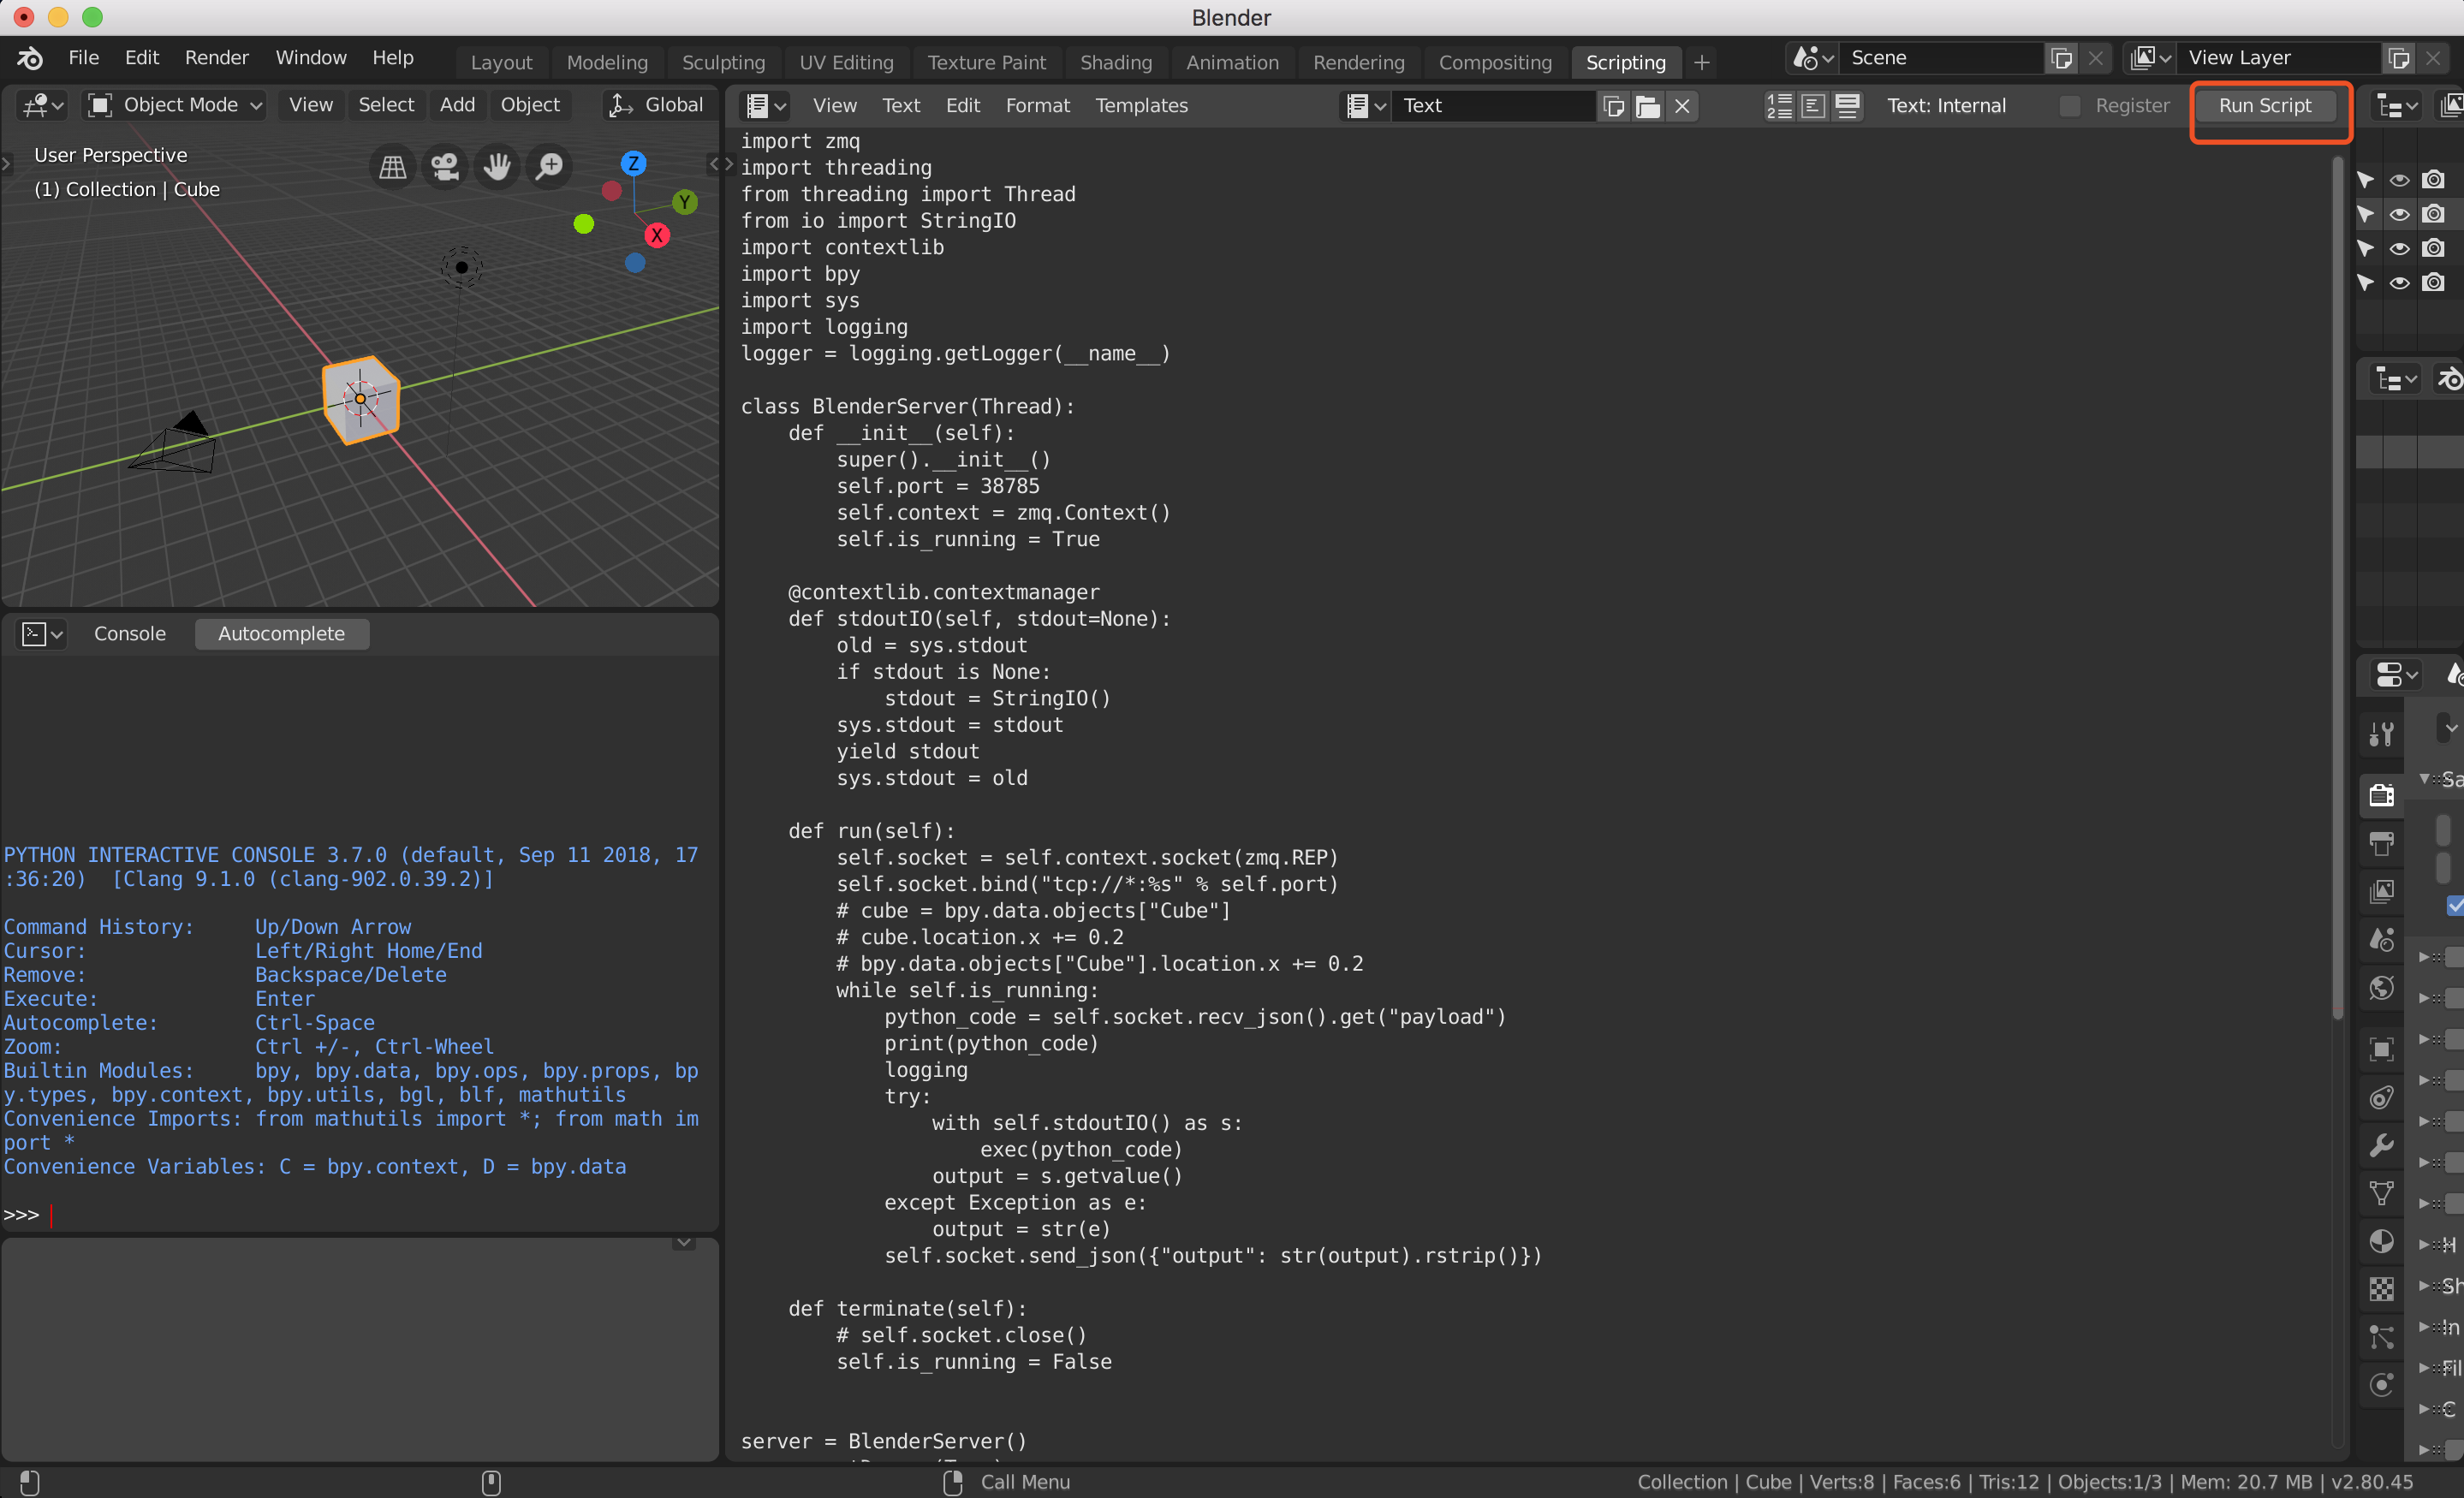 Blender
File Edit Render Window Help Layout Modeling Sculpting UV Editing Texture Paint Shading Animation Rendering Compositing Scripting + Scene View Layer
Object Mode View Select Add Object Global
View Text Edit Format Templates Text Text: Internal Register Run Script
User Perspective
(1) Collection | Cube
Z
Y
X
import zmq
import threading
from threading import Thread
from io import StringIO
import contextlib
import bpy
import sys
import logging
logger = logging.getLogger(__name__)
class BlenderServer(Thread):
def __init__(self):
super().__init__()
self.port = 38785
self.context = zmq.Context()
self.is_running = True
@contextlib.contextmanager
def stdoutIO(self, stdout=None):
old = sys.stdout
if stdout is None:
stdout = StringIO()
sys.stdout = stdout
yield stdout
sys.stdout = old
def run(self):
self.socket = self.context.socket(zmq.REP)
self.socket.bind("tcp://*:%s" % self.port)
# cube = bpy.data.objects["Cube"]
# cube.location.x += 0.2
# bpy.data.objects["Cube"].location.x += 0.2
while self.is_running:
python_code = self.socket.recv_json().get("payload")
print(python_code)
logging
try:
with self.stdoutIO() as s:
exec(python_code)
output = s.getvalue()
except Exception as e:
output = str(e)
self.socket.send_json({"output": str(output).rstrip()})
def terminate(self):
# self.socket.close()
self.is_running = False
server = BlenderServer()
Console Autocomplete
PYTHON INTERACTIVE CONSOLE 3.7.0 (default, Sep 11 2018, 17
:36:20)  [Clang 9.1.0 (clang-902.0.39.2)]
Command History: Up/Down Arrow
Cursor: Left/Right Home/End
Remove: Backspace/Delete
Execute: Enter
Autocomplete: Ctrl-Space
Zoom: Ctrl +/-, Ctrl-Wheel
Builtin Modules: bpy, bpy.data, bpy.ops, bpy.props, bp
y.types, bpy.context, bpy.utils, bgl, blf, mathutils
Convenience Imports: from mathutils import *; from math im
port *
Convenience Variables: C = bpy.context, D = bpy.data
>>>
Sa
H
Sh
In
Fil
C
Call Menu
Collection | Cube | Verts:8 | Faces:6 | Tris:12 | Objects:1/3 | Mem: 20.7 MB | v2.80.45